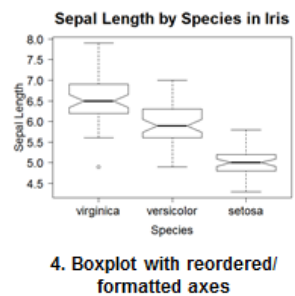 Sepal Length by Species in Iris
8.0
7.5
7.0
6.5
6.0
5.5
5.0
4.5
Sepal Length
virginica versicolor setosa
Species
4. Boxplot with reordered/
formatted axes